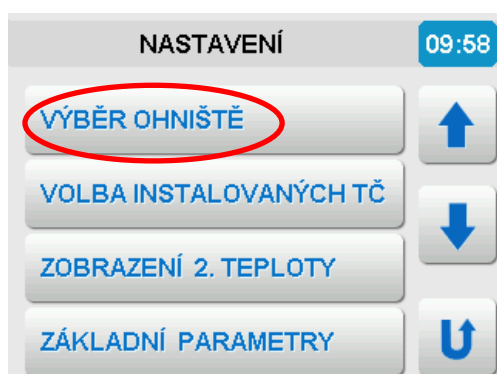 NASTAVENÍ 09:58
VÝBĚR OHNIŠTĚ
VOLBA INSTALOVANÝCH TČ
ZOBRAZENÍ 2. TEPLOTY
ZÁKLADNÍ PARAMETRY